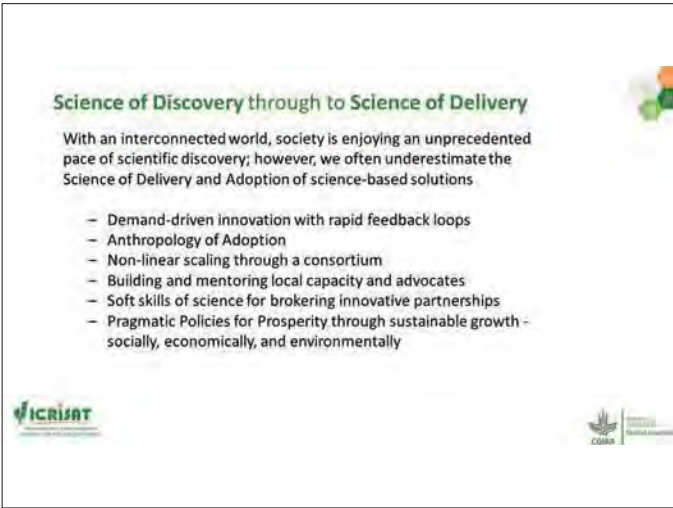 Science of Discovery through to Science of Delivery
With an interconnected world, society is enjoying an unprecedented
pace of scientific discovery; however, we often underestimate the
Science of Delivery and Adoption of science-based solutions
– Demand-driven innovation with rapid feedback loops
– Anthropology of Adoption
– Non-linear scaling through a consortium
– Building and mentoring local capacity and advocates
– Soft skills of science for brokering innovative partnerships
– Pragmatic Policies for Prosperity through sustainable growth -
socially, economically, and environmentally
ICRISAT
CGIAR